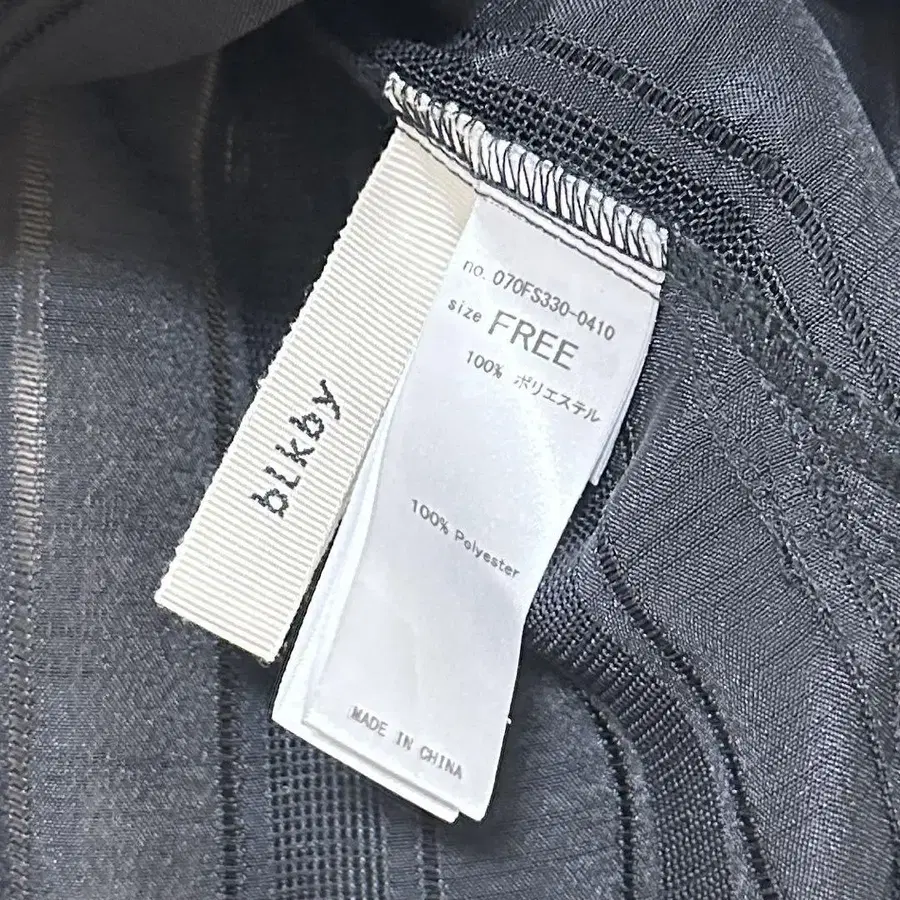 blkby
no. 070FS330-0410
size FREE
100% ポリエステル
100% Polyester
MADE IN CHINA